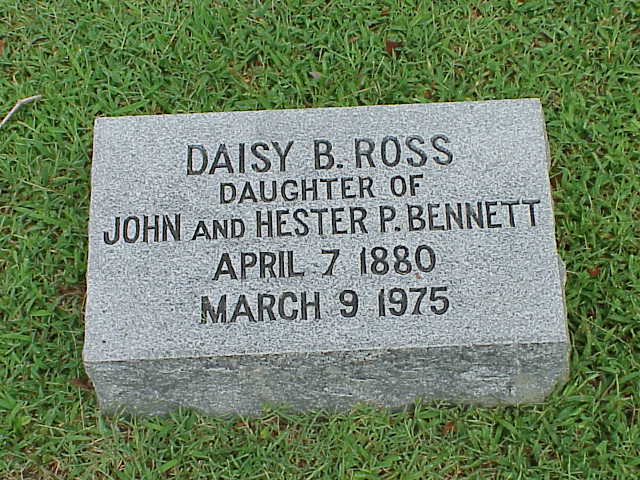 DAISY B. ROSS
DAUGHTER OF
JOHN AND HESTER P. BENNETT
APRIL 7 1880
MARCH 9 1975